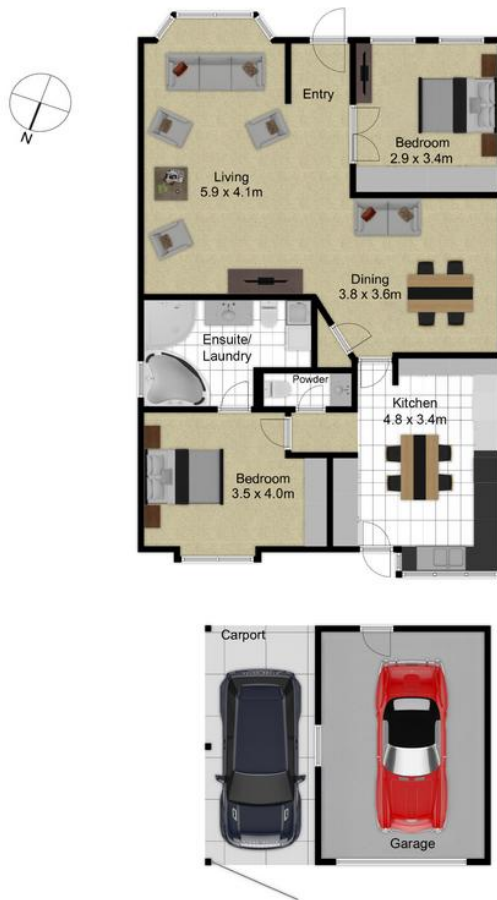 N
Entry
Bedroom
2.9 x 3.4m
Living
5.9 x 4.1m
Dining
3.8 x 3.6m
Ensuite/
Laundry
Powder
Kitchen
4.8 x 3.4m
Bedroom
3.5 x 4.0m
Carport
Garage